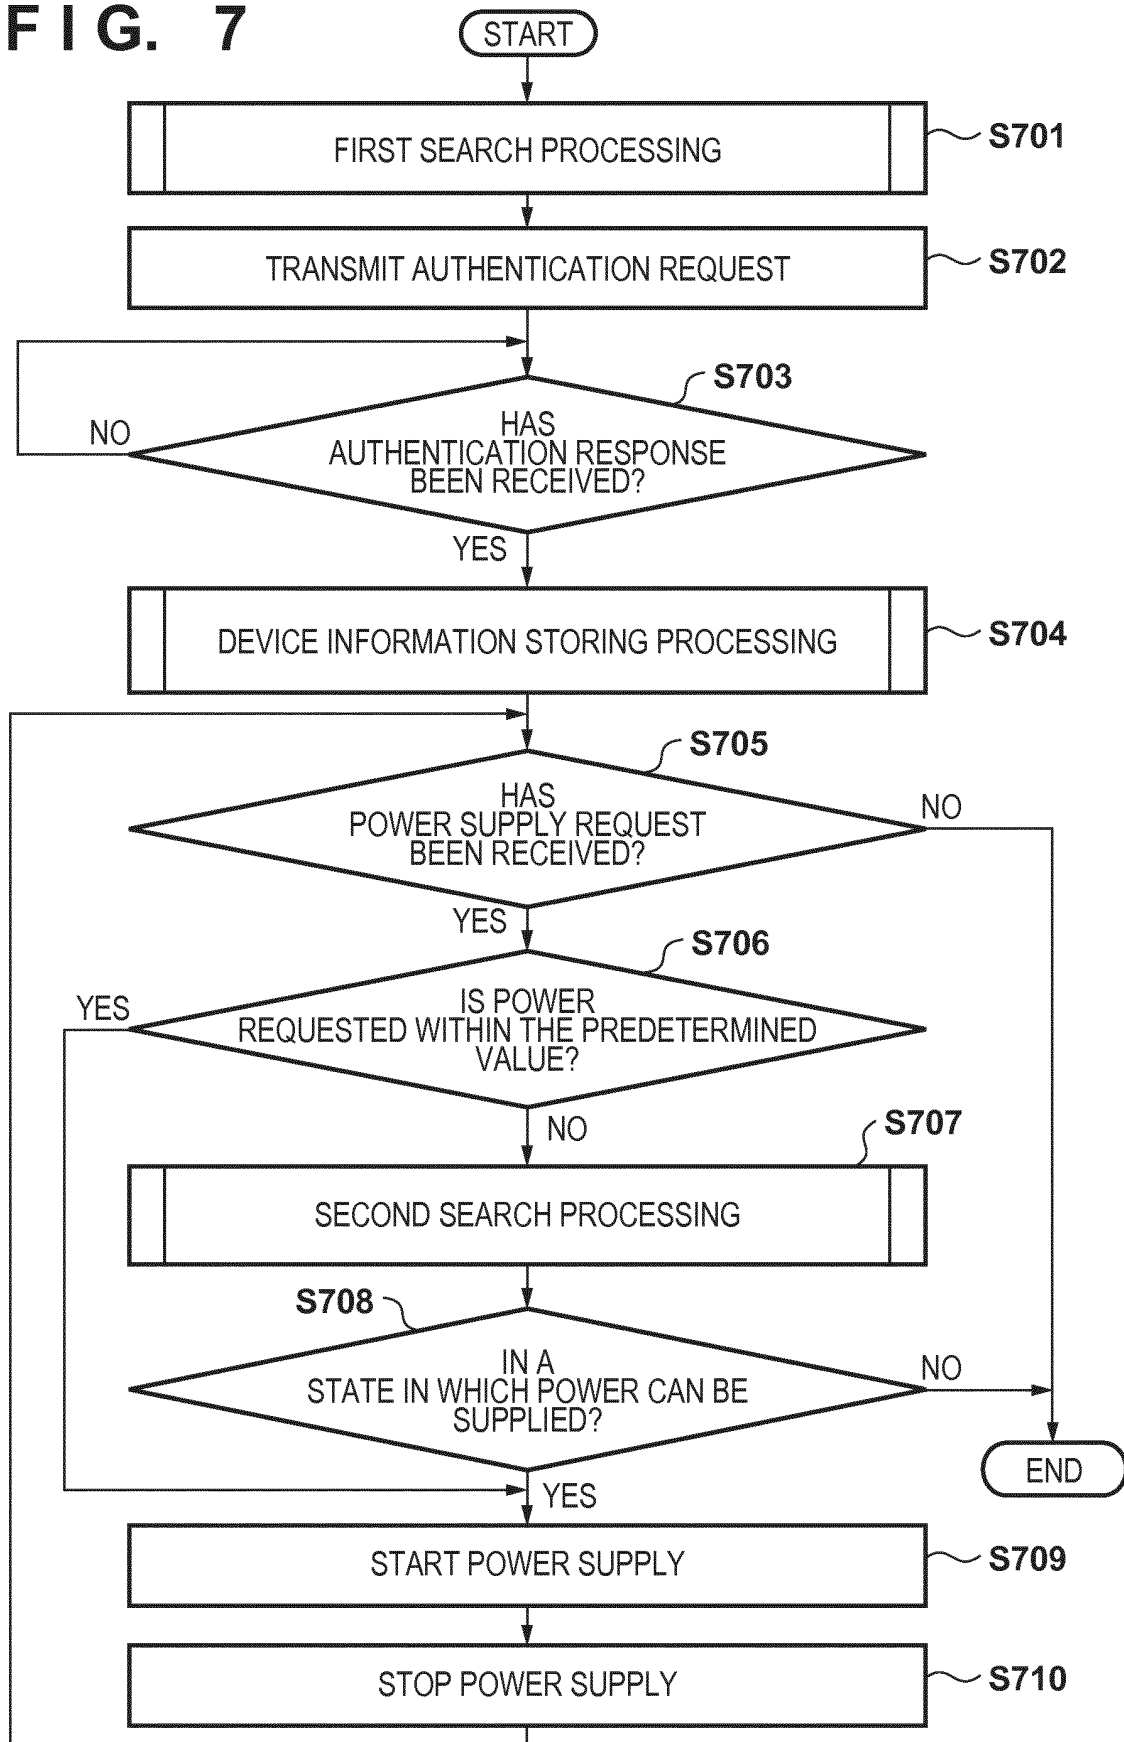 FIG. 7
START
FIRST SEARCH PROCESSING
S701
TRANSMIT AUTHENTICATION REQUEST
S702
S703
HAS
AUTHENTICATION RESPONSE
BEEN RECEIVED?
NO
YES
DEVICE INFORMATION STORING PROCESSING
S704
S705
HAS
POWER SUPPLY REQUEST
BEEN RECEIVED?
NO
YES
S706
IS POWER
REQUESTED WITHIN THE PREDETERMINED
VALUE?
YES
NO
S707
SECOND SEARCH PROCESSING
S708
IN A
STATE IN WHICH POWER CAN BE
SUPPLIED?
NO
END
YES
START POWER SUPPLY
S709
STOP POWER SUPPLY
S710